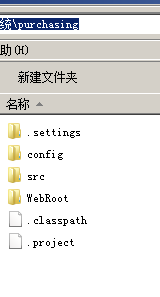 统\purchasing
助(H)
新建文件夹
名称
.settings
config
src
WebRoot
.classpath
.project